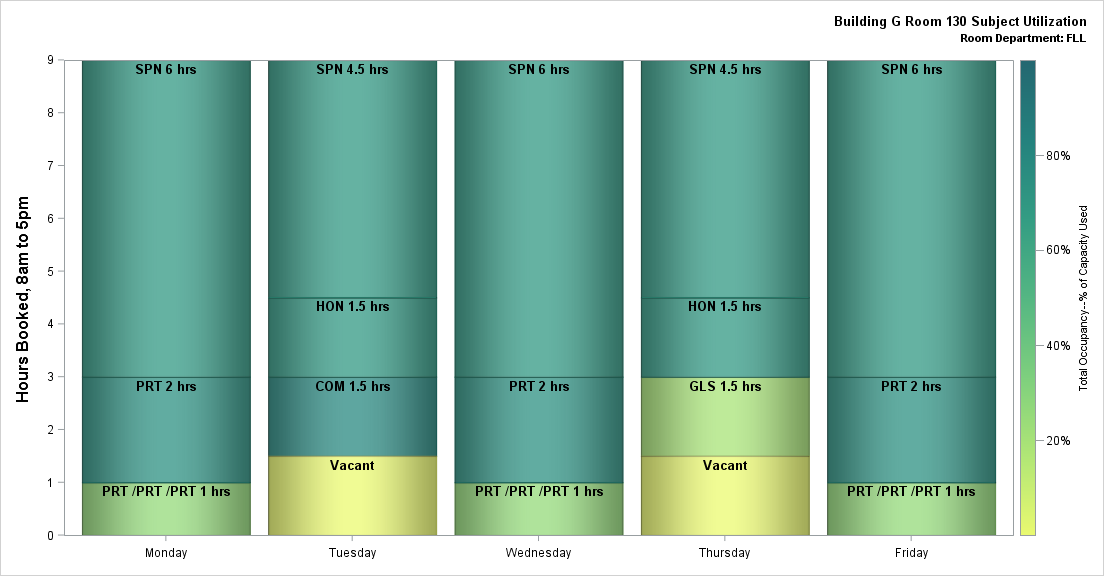 Building G Room 130 Subject Utilization
Room Department: FLL
Hours Booked, 8am to 5pm
9
8
7
6
5
4
3
2
1
0
SPN 6 hrs
PRT 2 hrs
PRT /PRT /PRT 1 hrs
SPN 4.5 hrs
HON 1.5 hrs
COM 1.5 hrs
Vacant
SPN 6 hrs
PRT 2 hrs
PRT /PRT /PRT 1 hrs
SPN 4.5 hrs
HON 1.5 hrs
GLS 1.5 hrs
Vacant
SPN 6 hrs
PRT 2 hrs
PRT /PRT /PRT 1 hrs
Monday
Tuesday
Wednesday
Thursday
Friday
80%
60%
40%
20%
Total Occupancy--% of Capacity Used